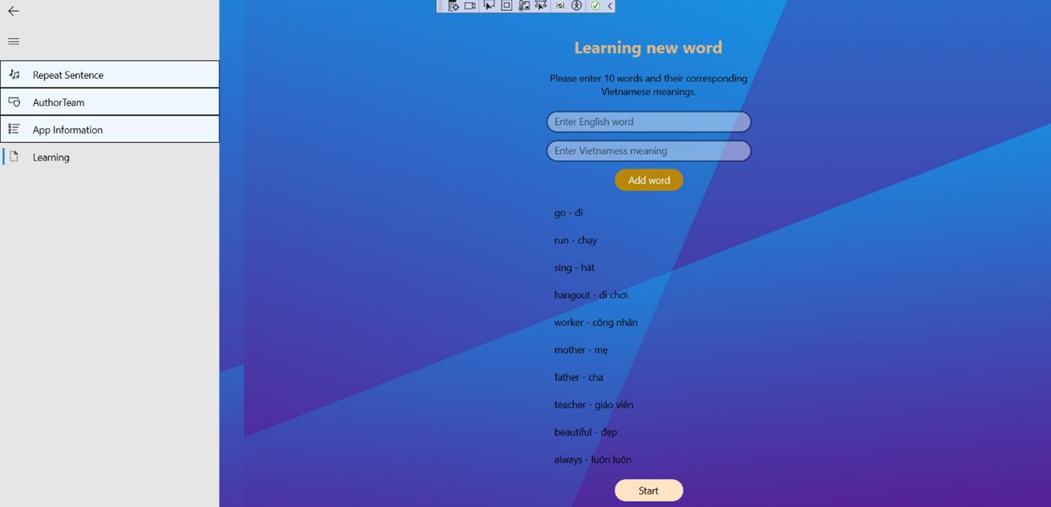 Repeat Sentence
AuthorTeam
App Information
Learning
Learning new word
Please enter 10 words and their corresponding
Vietnamese meanings.
Enter English word
Enter Vietnamess meaning
Add word
go - đi
run - chạy
sing - hát
hangout - đi chơi
worker - công nhân
mother - mẹ
father - cha
teacher - giáo viên
beautiful - đẹp
always - luôn luôn
Start